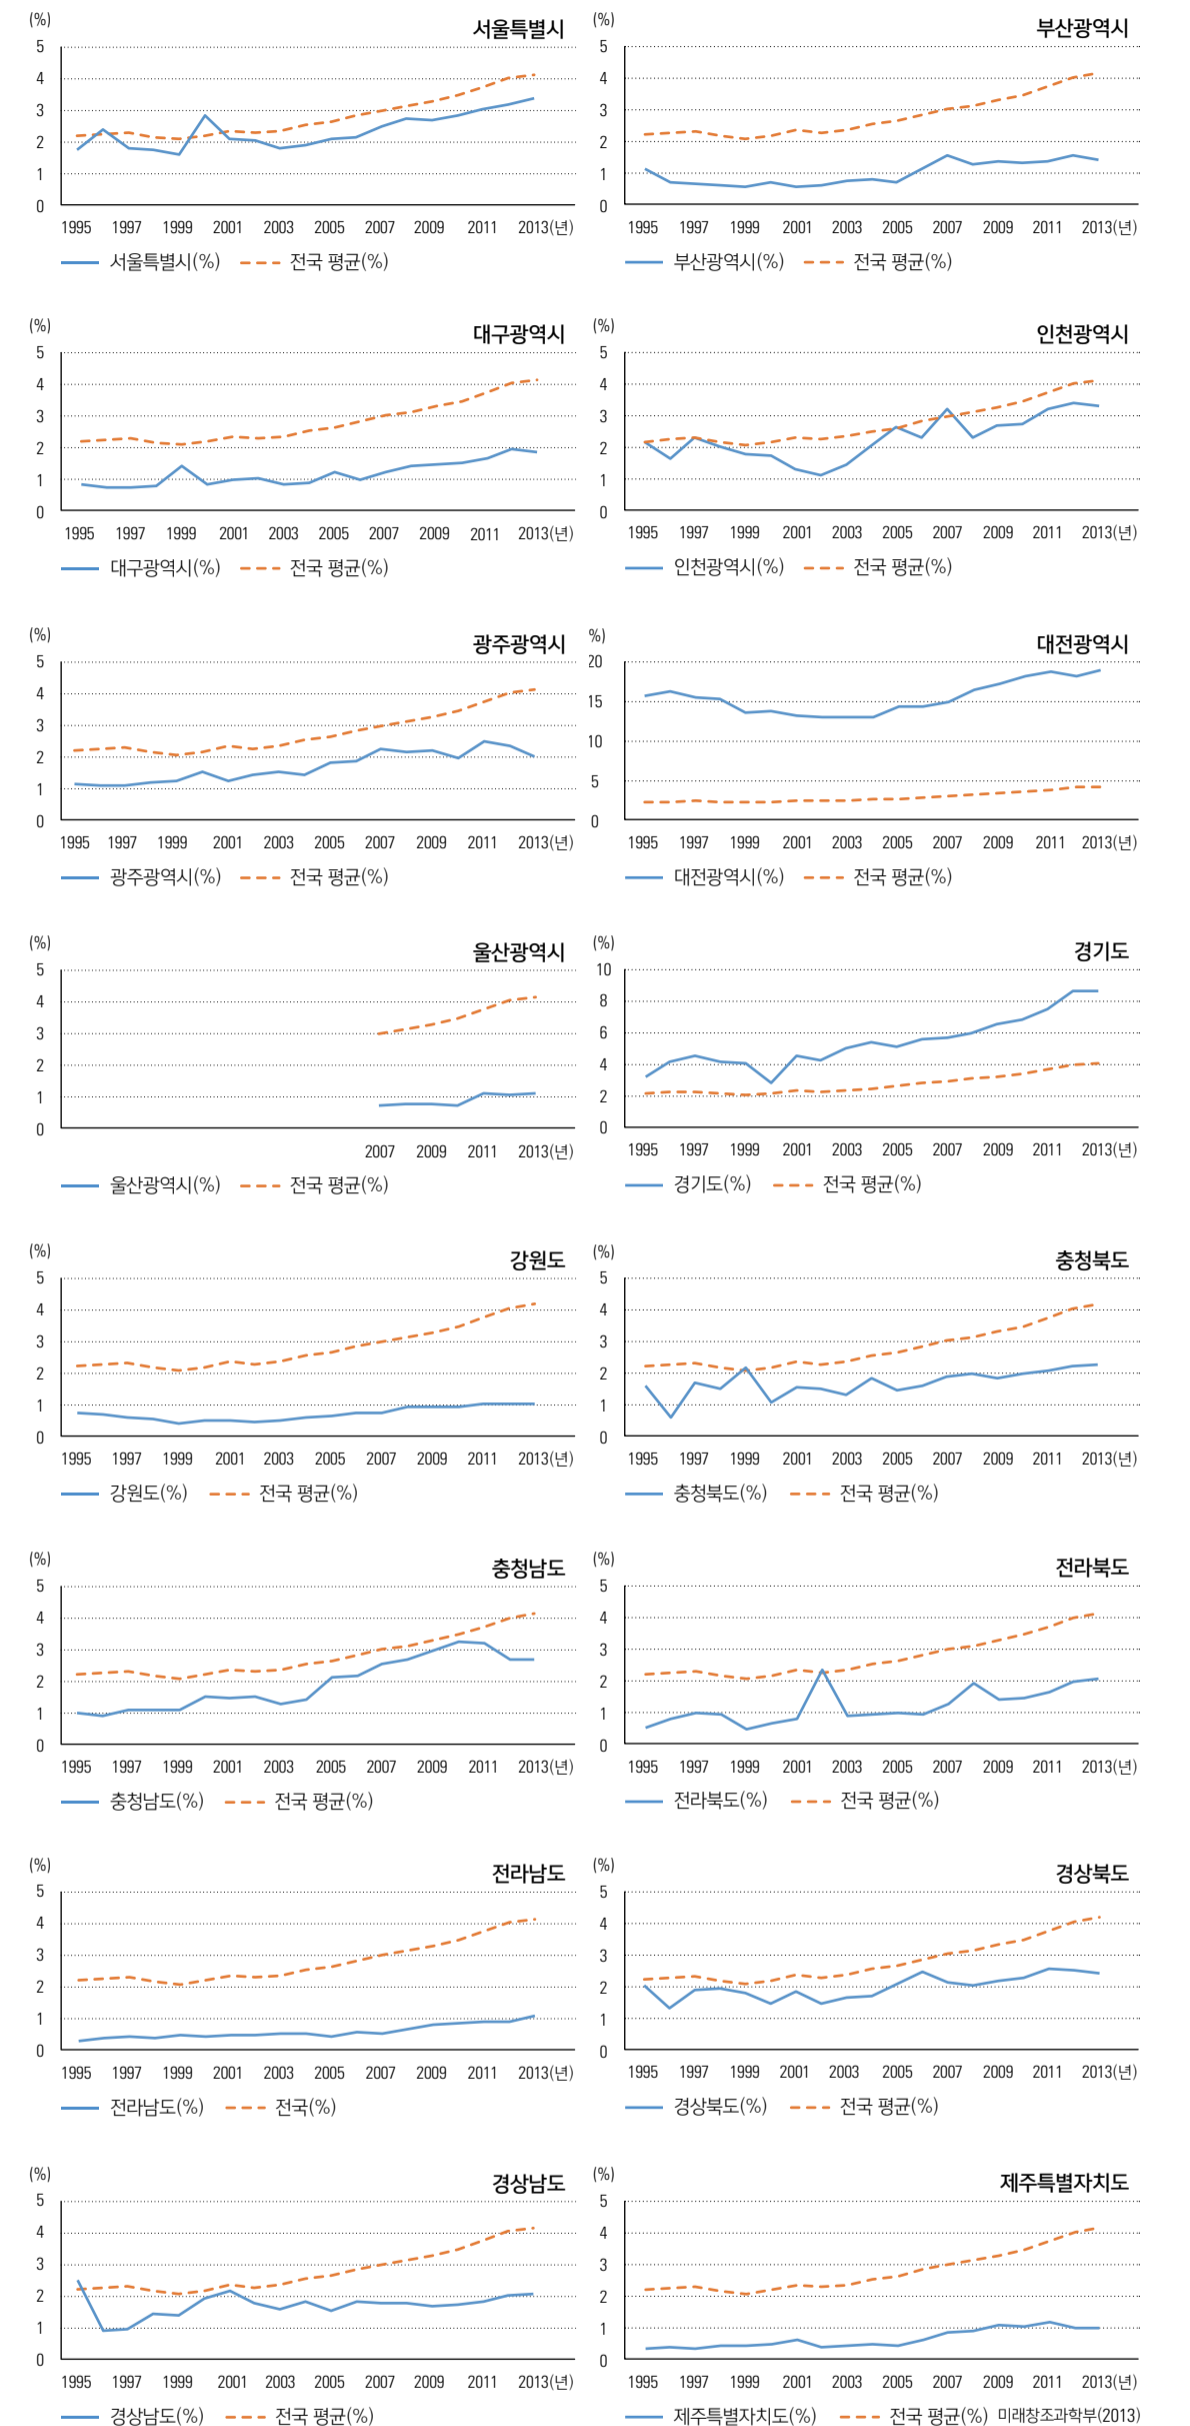 (%)
서울특별시
5
4
3
2
1
0
1995 1997 1999 2001 2003 2005 2007 2009 2011 2013(년)
서울특별시(%) 전국 평균(%)
(%)
부산광역시
5
4
3
2
1
0
1995 1997 1999 2001 2003 2005 2007 2009 2011 2013(년)
부산광역시(%) 전국 평균(%)
(%)
대구광역시
5
4
3
2
1
0
1995 1997 1999 2001 2003 2005 2007 2009 2011 2013(년)
대구광역시(%) 전국 평균(%)
(%)
인천광역시
5
4
3
2
1
0
1995 1997 1999 2001 2003 2005 2007 2009 2011 2013(년)
인천광역시(%) 전국 평균(%)
(%)
광주광역시
5
4
3
2
1
0
1995 1997 1999 2001 2003 2005 2007 2009 2011 2013(년)
광주광역시(%) 전국 평균(%)
%)
대전광역시
20
15
10
5
0
1995 1997 1999 2001 2003 2005 2007 2009 2011 2013(년)
대전광역시(%) 전국 평균(%)
(%)
울산광역시
5
4
3
2
1
0
2007 2009 2011 2013(년)
울산광역시(%) 전국 평균(%)
(%)
경기도
10
8
6
4
2
0
1995 1997 1999 2001 2003 2005 2007 2009 2011 2013(년)
경기도(%) 전국 평균(%)
(%)
강원도
5
4
3
2
1
0
1995 1997 1999 2001 2003 2005 2007 2009 2011 2013(년)
강원도(%) 전국 평균(%)
(%)
충청북도
5
4
3
2
1
0
1995 1997 1999 2001 2003 2005 2007 2009 2011 2013(년)
충청북도(%) 전국 평균(%)
(%)
충청남도
5
4
3
2
1
0
1995 1997 1999 2001 2003 2005 2007 2009 2011 2013(년)
충청남도(%) 전국 평균(%)
(%)
전라북도
5
4
3
2
1
0
1995 1997 1999 2001 2003 2005 2007 2009 2011 2013(년)
전라북도(%) 전국 평균(%)
(%)
전라남도
5
4
3
2
1
0
1995 1997 1999 2001 2003 2005 2007 2009 2011 2013(년)
전라남도(%) 전국(%)
(%)
경상북도
5
4
3
2
1
0
1995 1997 1999 2001 2003 2005 2007 2009 2011 2013(년)
경상북도(%) 전국 평균(%)
(%)
경상남도
5
4
3
2
1
0
1995 1997 1999 2001 2003 2005 2007 2009 2011 2013(년)
경상남도(%) 전국 평균(%)
(%)
제주특별자치도
5
4
3
2
1
0
1995 1997 1999 2001 2003 2005 2007 2009 2011 2013(년)
제주특별자치도(%) 전국 평균(%) 미래창조과학부(2013)